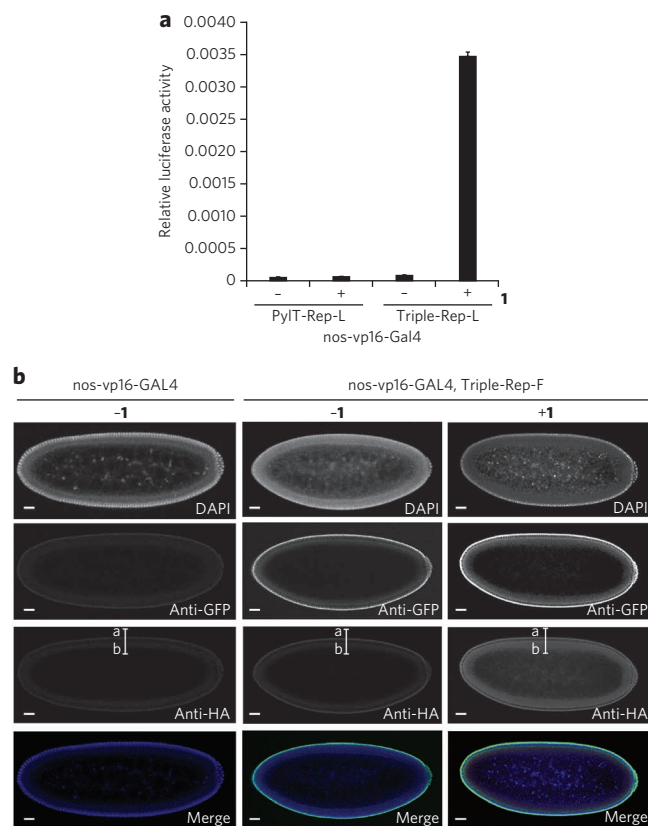 a
Relative luciferase activity
0.0040
0.0035
0.0030
0.0025
0.0020
0.0015
0.0010
0.0005
0
– + – + 1
PylT-Rep-L Triple-Rep-L
nos-vp16-Gal4
b
nos-vp16-GAL4 nos-vp16-GAL4, Triple-Rep-F
–1 –1 +1
DAPI DAPI DAPI
Anti-GFP Anti-GFP Anti-GFP
a a a
b b b
Anti-HA Anti-HA Anti-HA
Merge Merge Merge